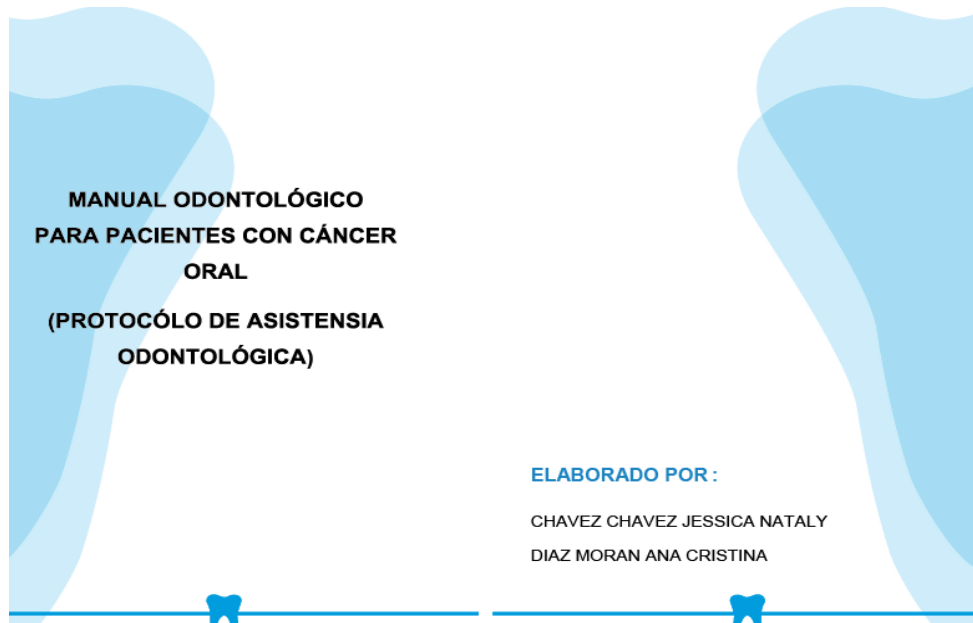 MANUAL ODONTOLÓGICO
PARA PACIENTES CON CÁNCER
ORAL
(PROTOCÓLO DE ASISTENSIA
ODONTOLÓGICA)
ELABORADO POR :
CHAVEZ CHAVEZ JESSICA NATALY
DIAZ MORAN ANA CRISTINA